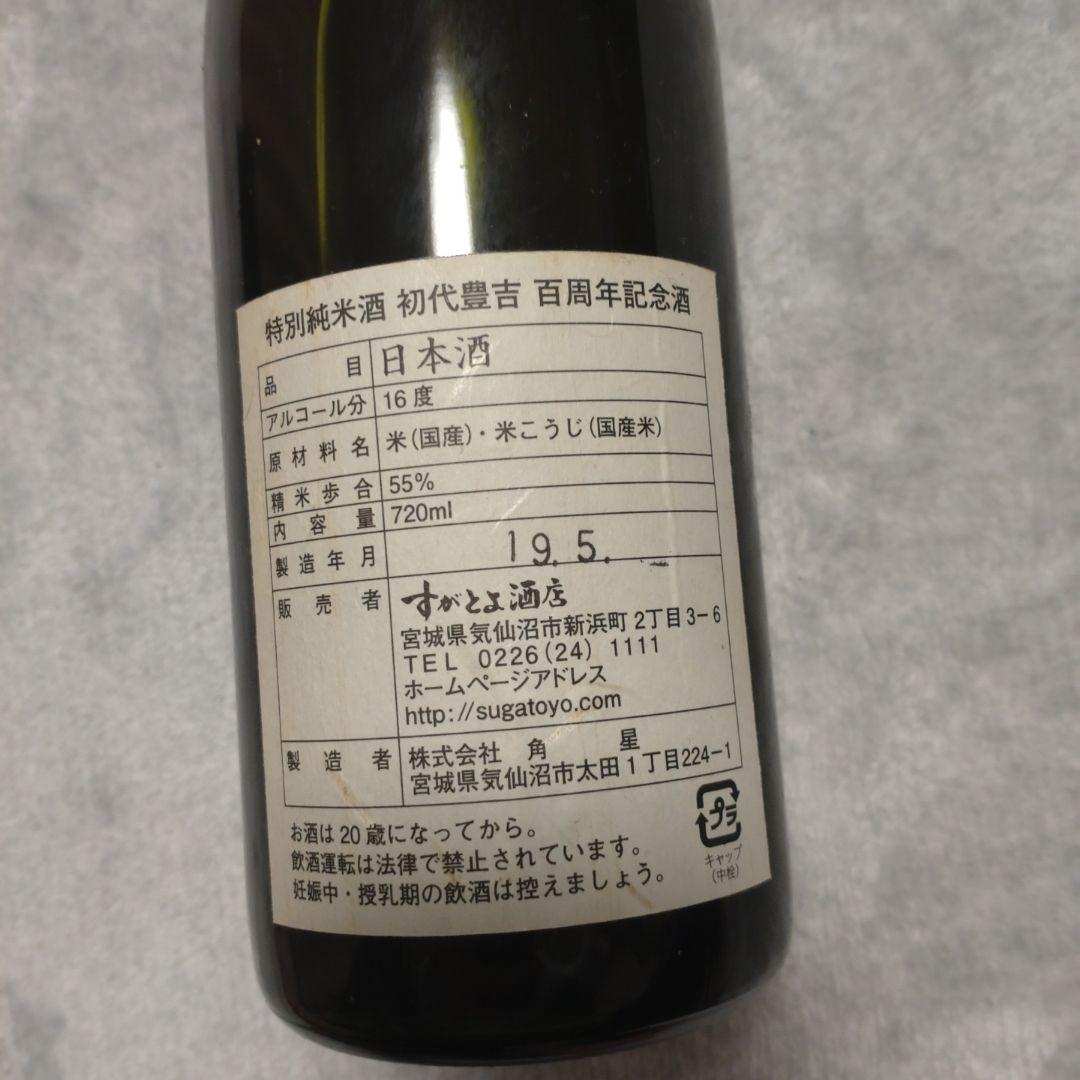 特別純米酒 初代豊吉 百周年記念酒
品目 日本酒
アルコール分 16度
原材料名 米(国産)・米こうじ(国産米)
精米歩合 55%
内容量 720ml
製造年月 19.5.
販売者 すがとよ酒店
宮城県気仙沼市新浜町2丁目3-6
TEL 0226(24)1111
ホームページアドレス
http://sugatoyo.com
製造者 株式会社 角星
宮城県気仙沼市太田1丁目224-1
お酒は20歳になってから。
飲酒運転は法律で禁止されています。
妊娠中・授乳期の飲酒は控えましょう。
プラ
キャップ
(中栓)